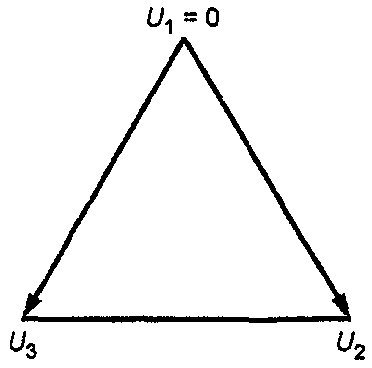 U₁ = 0
U₃ U₂